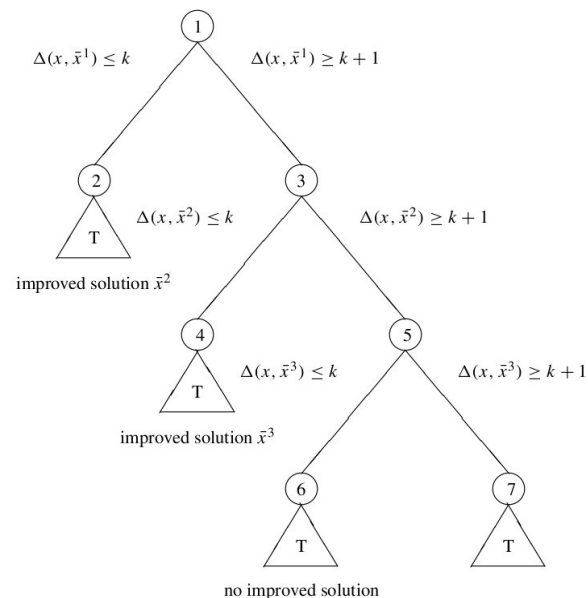 1
Δ(x, x̄¹) ≤ k
Δ(x, x̄¹) ≥ k + 1
2
3
T
Δ(x, x̄²) ≤ k
Δ(x, x̄²) ≥ k + 1
improved solution x̄²
4
5
T
Δ(x, x̄³) ≤ k
Δ(x, x̄³) ≥ k + 1
improved solution x̄³
6
7
T
T
no improved solution